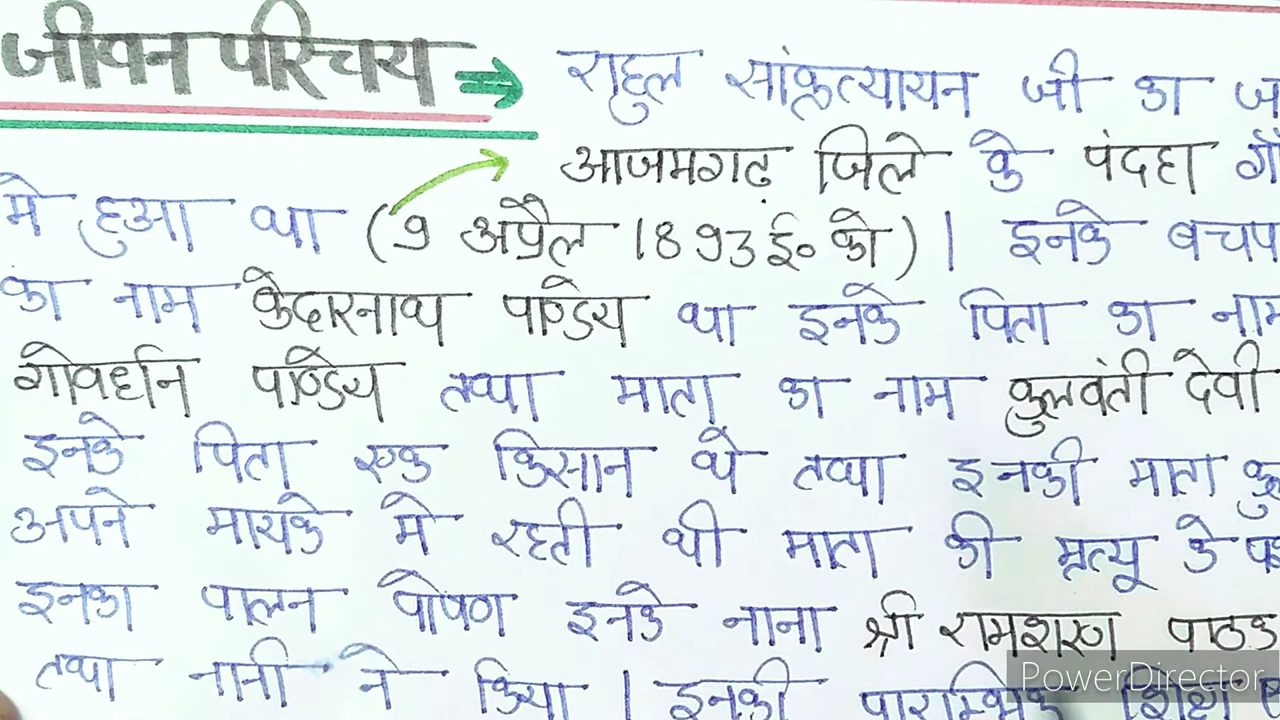 जीवन परिचय → राहुल सांकृत्यायन जी का
आजमगढ़ जिले के पंदहा
मे हुआ था (9 अप्रैल 1893 ई० को) । इनके
का नाम केदारनाथ पाण्डेय था इनके पिता का नाम
गोवर्धन पाण्डेय तथा माता का नाम कुलवंती देवी
इनके पिता एक किसान थे तथा इनकी माता
अपने मायके मे रहती थी माता की मृत्यू के
इनका पालन पोषण इनके नाना श्री रामशरण पाठक
तथा नानी ने किया । इनकी पारम्भिक शिक्षा
PowerDirector